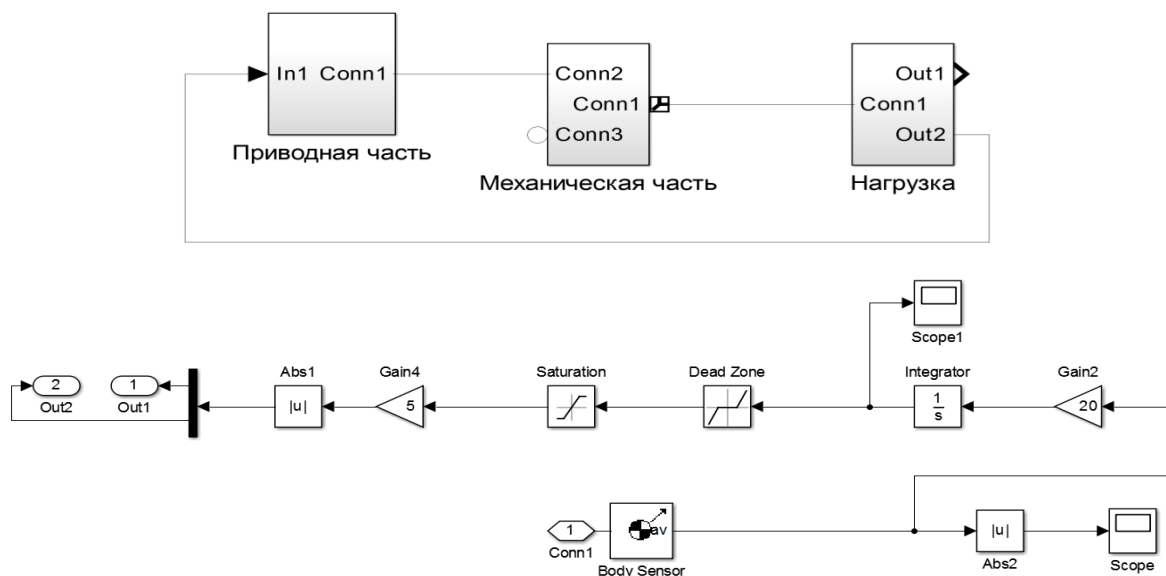 In1 Conn1
Приводная часть
Conn2
Conn1
Conn3
Механическая часть
Out1
Conn1
Out2
Нагрузка
Scope1
2
Out2
1
Out1
Abs1
|u|
Gain4
5
Saturation
Dead Zone
Integrator
1
s
Gain2
20
1
Conn1
av
Body Sensor
|u|
Abs2
Scope